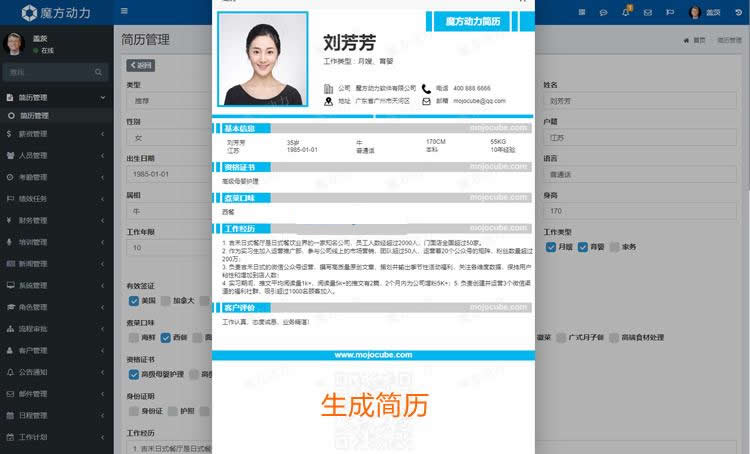 魔方动力
盖茨
盖茨
在线
简历管理
简历管理
薪资管理
人员管理
考勤管理
绩效任务
财务管理
培训管理
新闻管理
系统管理
角色管理
流程审批
客户管理
公告通知
邮件管理
日程管理
工作计划
简历管理
首页
简历管理
返回
类型
推荐
性别
女
出生日期
1985-01-01
属相
牛
工作年限
10
有效签证
美国
加拿大
煮菜口味
海鲜
西餐
资格证书
高级母婴护理
身份证明
身份证
护照
工作经历
1. 吉禾日式餐厅是日式餐
姓名
刘芳芳
户籍
江苏
语言
普通话
身高
170
工作类型
月嫂
育婴
家务
广式月子餐
高端食材处理
魔方动力简历
刘芳芳
工作类型:月嫂、育婴
公司 魔方动力软件有限公司
电话 400 888 6666
地址 广东省广州市天河区
邮箱 mojocube@qq.com
基本信息
mojocube.com
刘芳芳 35岁 牛 170CM 55KG
江苏 1985-01-01 普通话 本科 10年经验
资格证书
mojocube.com
高级母婴护理
煮菜口味
mojocube.com
西餐
工作经历
mojocube.com
1. 吉禾日式餐厅是日式餐饮业界的一家知名公司,员工人数经超过2000人,门面店全国超过50家。
2. 作为实习生加入运营推广部,参与公司线上的市场营销,团队超过50人,运营着20个公众号的矩阵,粉丝数量超过
200万;
3. 负责吉禾日式的微信公众号运营,撰写高质量原创文章,策划并输出季节性活动福利,关注各维度数据,保持用户
粘性和增加到店人数;
4. 实习期间,推文平均阅读量1k+,阅读量5k+的推文有2篇,2个月内为公司增粉5K+;5. 负责创建并运营3个微信渠
道的福利社群,吸引超过1000名顾客加入。
客户评价
mojocube.com
工作认真、态度诚恳、业务精湛!
www.mojocube.com
生成简历